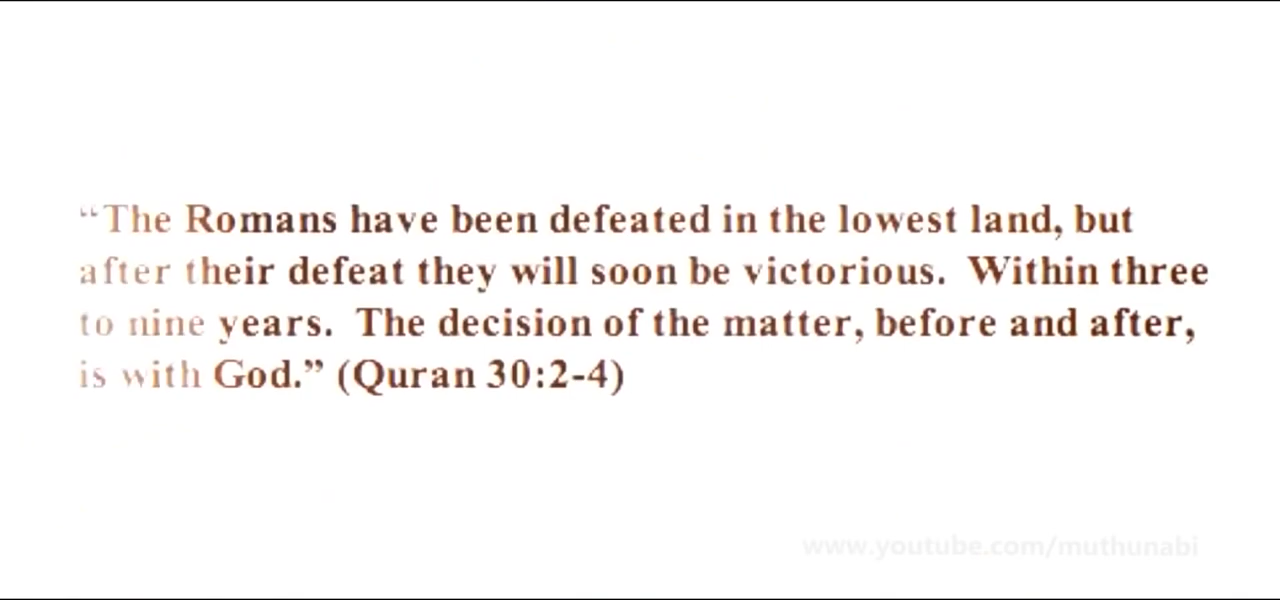 “The Romans have been defeated in the lowest land, but
after their defeat they will soon be victorious.  Within three
to nine years.  The decision of the matter, before and after,
is with God.” (Quran 30:2-4)
www.youtube.com/muthunabi